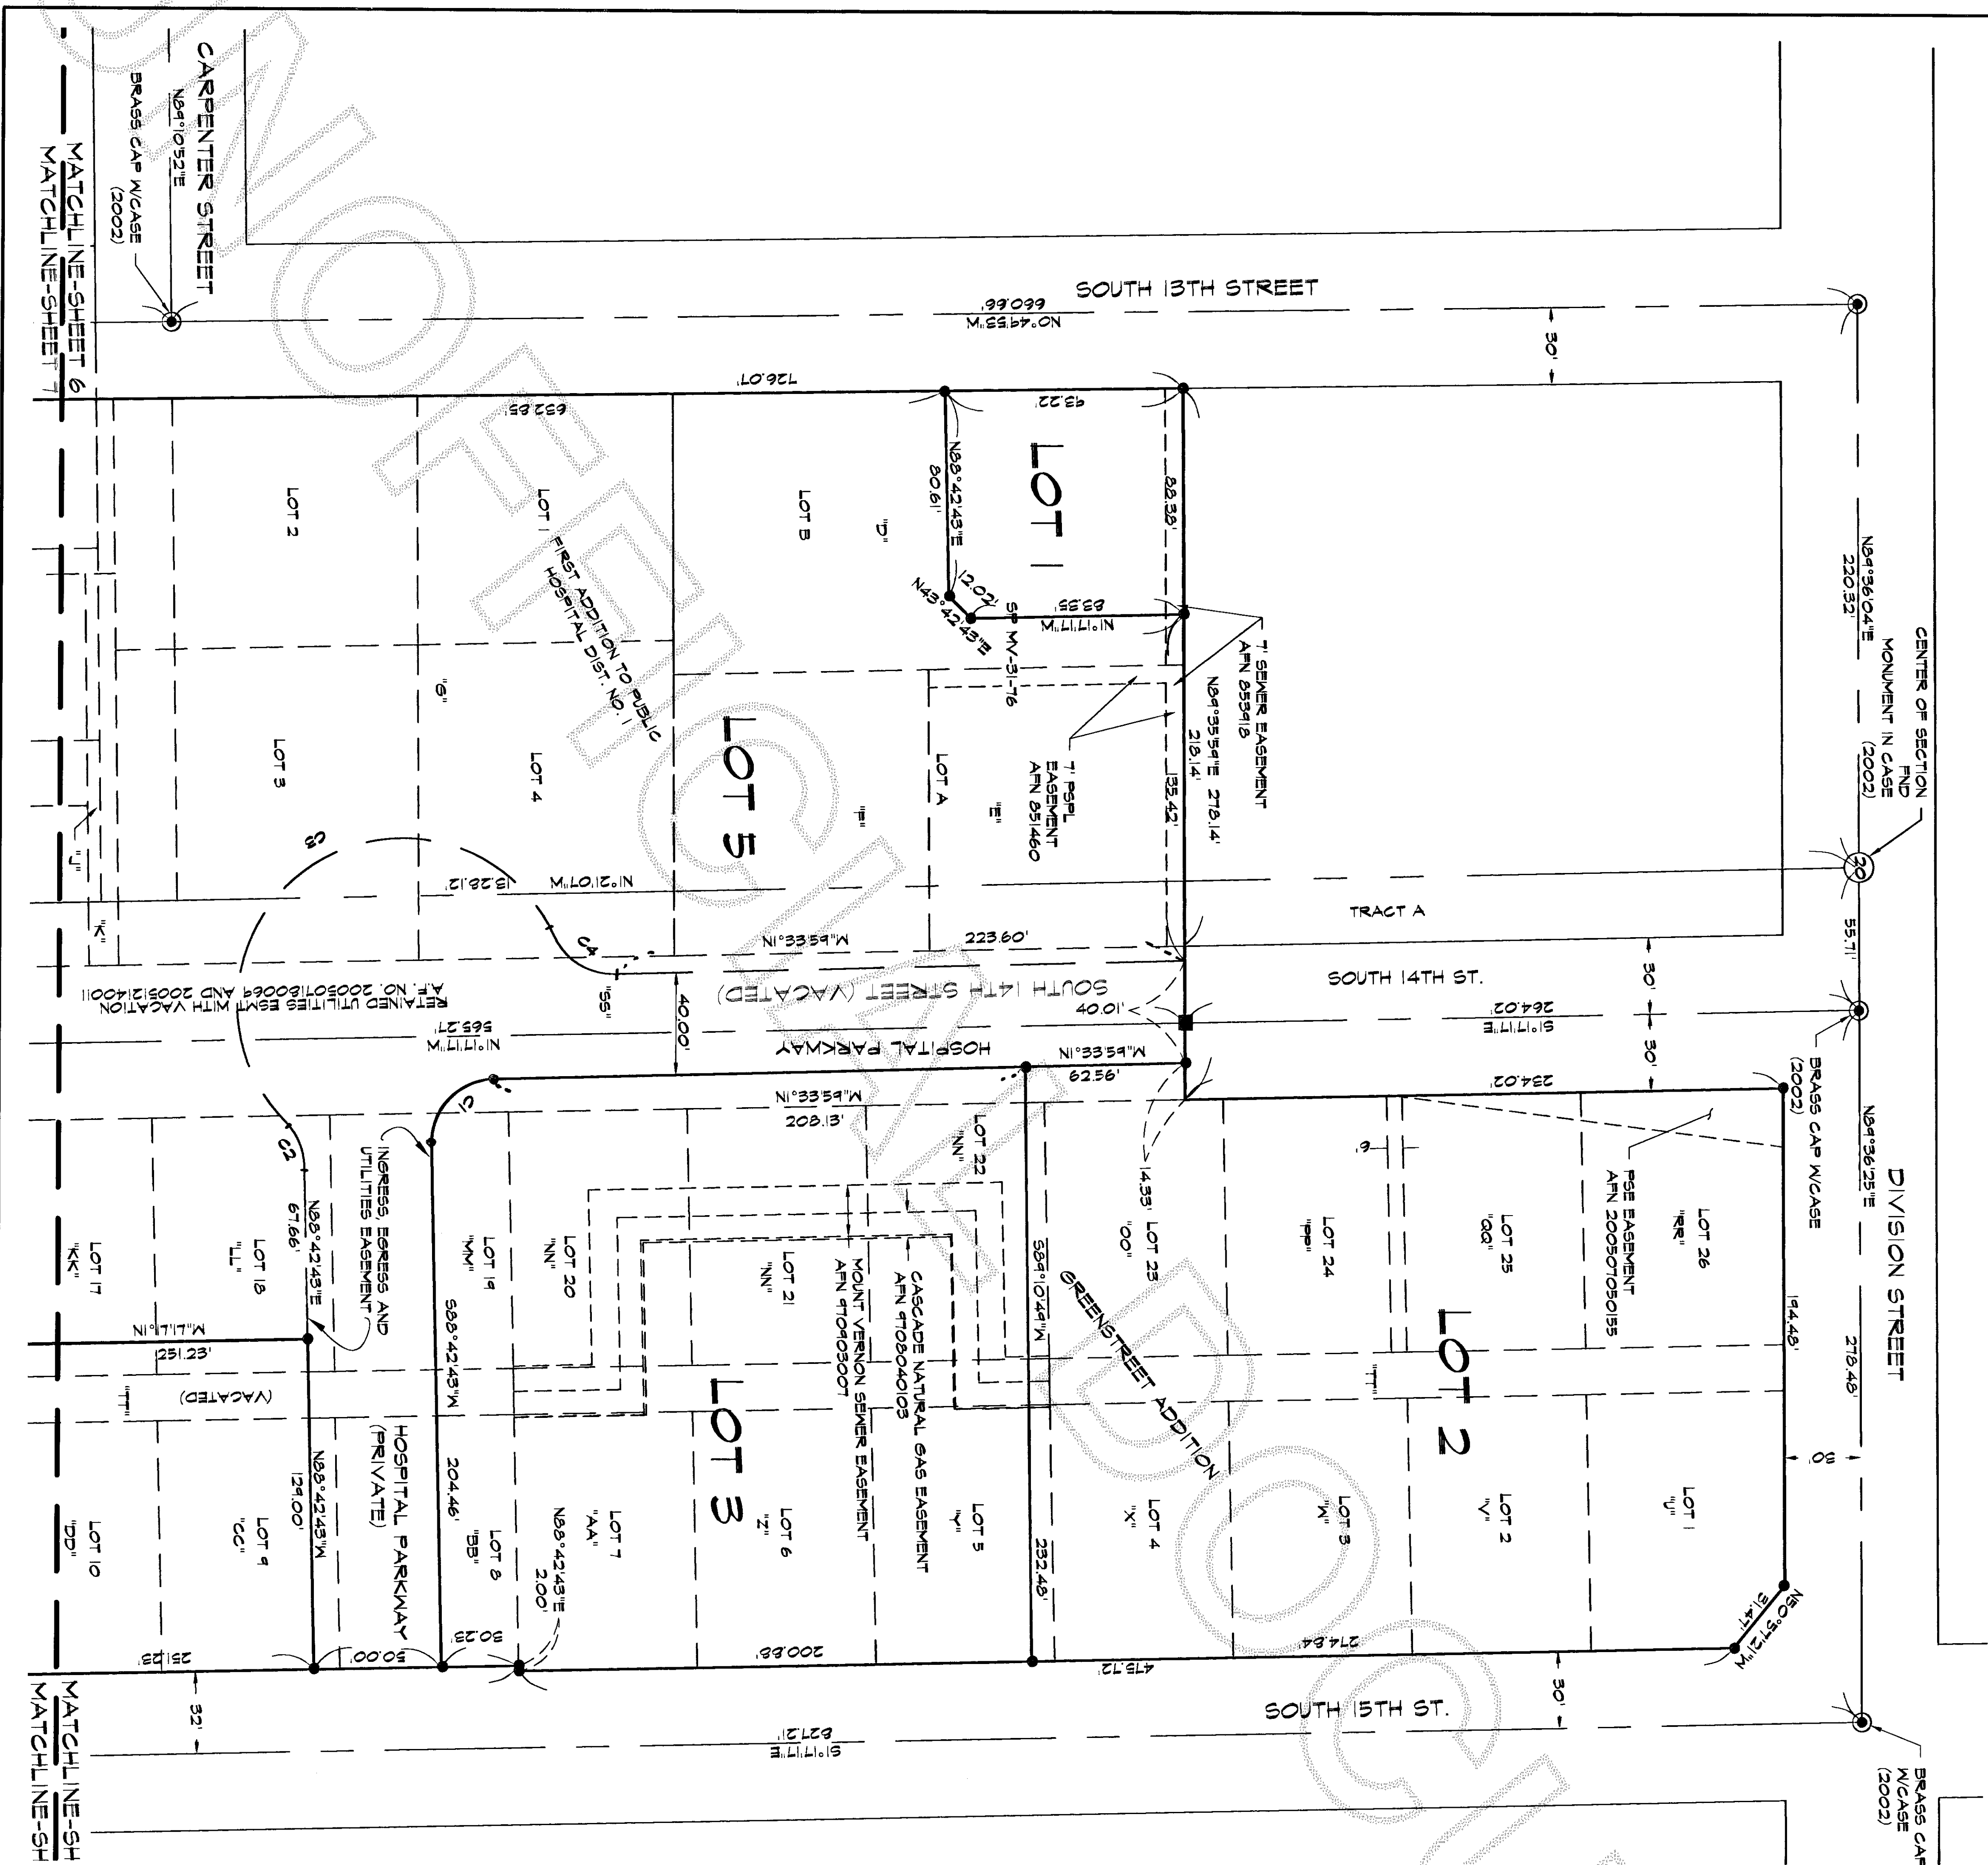 CARPENTER STREET
N89°10'52"E
BRASS CAP W/CASE
(2002)
MATCHLINE-SHEET 6
MATCHLINE-SHEET 7
SOUTH 13TH STREET
660.66'
N0°49'53"W
30'
726.07'
632.85'
93.22'
LOT 1
N88°42'43"E
80.61'
12.02'
N43°42'43"E
83.55'
N1°17'17"W
88.38'
SP MV-31-76
7' SEWER EASEMENT
AFN 853918
N89°35'59"E 278.14'
218.14'
135.42'
7' PSPL
EASEMENT
AFN 851460
LOT 2
LOT 1
FIRST ADDITION TO PUBLIC
HOSPITAL DIST. NO. 1
LOT B
"D"
"G"
LOT 3
LOT 4
LOT 5
LOT A
"E"
"F"
"J"
"K"
C3
C4
N1°21'07"W
TRACT A
N1°33'59"W
223.60'
SOUTH 14TH STREET (VACATED)
"SS"
RETAINED UTILITIES ESMT WITH VACATION
A.F. NO. 200507180069 AND 200512140011
40.00'
40.01'
565.27'
N1°17'17"W
HOSPITAL PARKWAY
N1°33'59"W
62.56'
N1°33'59"W
208.13'
C1
C2
SOUTH 14TH ST.
30'
30'
264.02'
S1°17'17"E
234.02'
CENTER OF SECTION
FND
MONUMENT IN CASE
(2002)
N89°36'04"E
220.32'
20
55.71'
BRASS CAP W/CASE
(2002)
N89°36'25"E
278.48'
DIVISION STREET
194.48'
30'
PSE EASEMENT
AFN 200507050155
LOT 26
"RR"
LOT 25
"QQ"
6'
LOT 24
"PP"
14.33'
LOT 23
"OO"
LOT 22
"NN"
S89°10'49"W
232.48'
GREENSTREET ADDITION
LOT 2
"T"
LOT 1
LOT 2
"V"
LOT 3
"W"
LOT 4
"X"
LOT 5
"Y"
CASCADE NATURAL GAS EASEMENT
AFN 9708040103
MOUNT VERNON SEWER EASEMENT
AFN 9709030007
LOT 21
"NN"
LOT 20
"NN"
LOT 19
"MM"
LOT 3
LOT 6
"Z"
LOT 7
"AA"
N88°42'43"E
2.00'
LOT 8
"BB"
S88°42'43"W
204.46'
INGRESS, EGRESS AND
UTILITIES EASEMENT
N88°42'43"E
67.66'
LOT 18
"LL"
LOT 17
"KK"
N1°17'17"W
251.23'
(VACATED)
"T"
HOSPITAL PARKWAY
(PRIVATE)
N88°42'43"W
129.00'
LOT 9
"CC"
LOT 10
"DD"
251.23'
50.00'
30.23'
200.88'
475.72'
274.84'
31.47'
N50°57'21"W
32'
827.21'
S1°17'17"E
SOUTH 15TH ST.
30'
BRASS CAP
W/CASE
(2002)
MATCHLINE-SH
MATCHLINE-SH
UNOFFICIAL DOCU